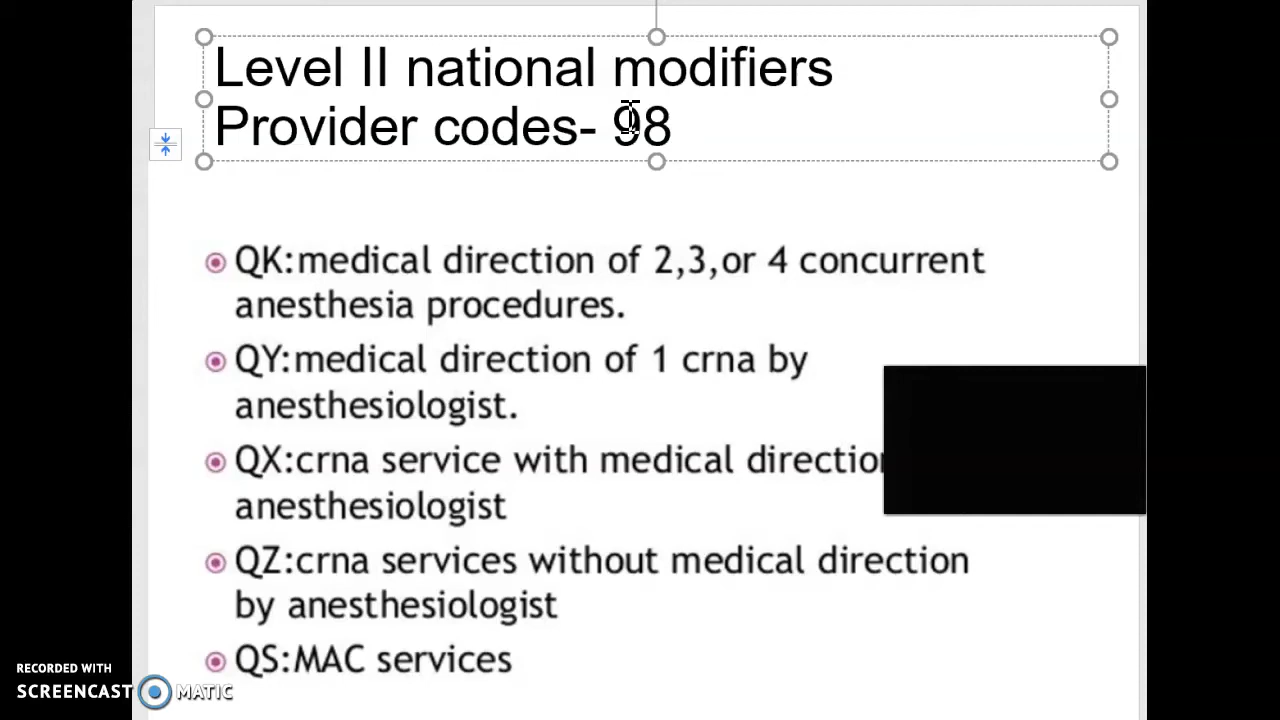 Level II national modifiers
Provider codes- 98
QK:medical direction of 2,3,or 4 concurrent
anesthesia procedures.
QY:medical direction of 1 crna by
anesthesiologist.
QX:crna service with medical
anesthesiologist
QZ:crna services without medical direction
by anesthesiologist
QS:MAC services
RECORDED WITH
SCREENCAST MATIC